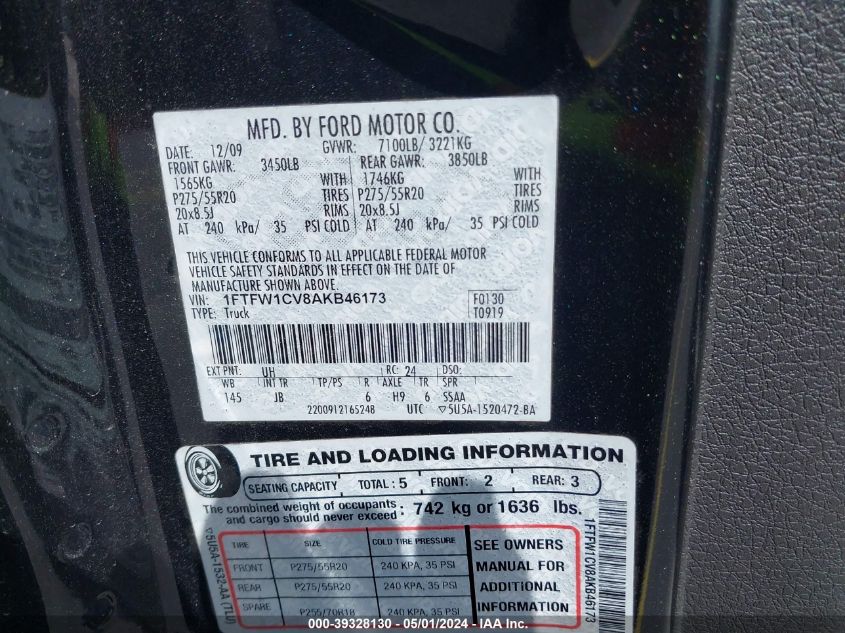 MFD. BY FORD MOTOR CO.
DATE: 12/09 GVWR: 7100LB/ 3221KG
FRONT GAWR: 3450LB REAR GAWR: 3850LB
1565KG WITH 1746KG WITH
P275/55R20 TIRES P275/55R20 TIRES
20x8.5J RIMS 20x8.5J RIMS
AT 240 kPa/ 35 PSI COLD AT 240 kPa/ 35 PSI COLD
THIS VEHICLE CONFORMS TO ALL APPLICABLE FEDERAL MOTOR
VEHICLE SAFETY STANDARDS IN EFFECT ON THE DATE OF
MANUFACTURE SHOWN ABOVE.
VIN: 1FTFW1CV8AKB46173 F0130
TYPE: Truck T0919
EXT PNT: UH RC: 24 DSO:
WB INT TR TP/PS R AXLE TR SPR
145 JB 6 H9 6 SSAA
2200912165248 UTC ▽5U5A-1520472-BA
TIRE AND LOADING INFORMATION
SEATING CAPACITY TOTAL : 5 FRONT: 2 REAR: 3
The combined weight of occupants
and cargo should never exceed : 742 kg or 1636 lbs.
TIRE SIZE COLD TIRE PRESSURE
FRONT P275/55R20 240 KPA, 35 PSI
REAR P275/55R20 240 KPA, 35 PSI
SPARE P255/70R18 240 KPA, 35 PSI
SEE OWNERS
MANUAL FOR
ADDITIONAL
INFORMATION
▽5U5A-1532-AA (TLU)
1FTFW1CV8AKB46173
000-39328130 - 05/01/2024 - IAA Inc.